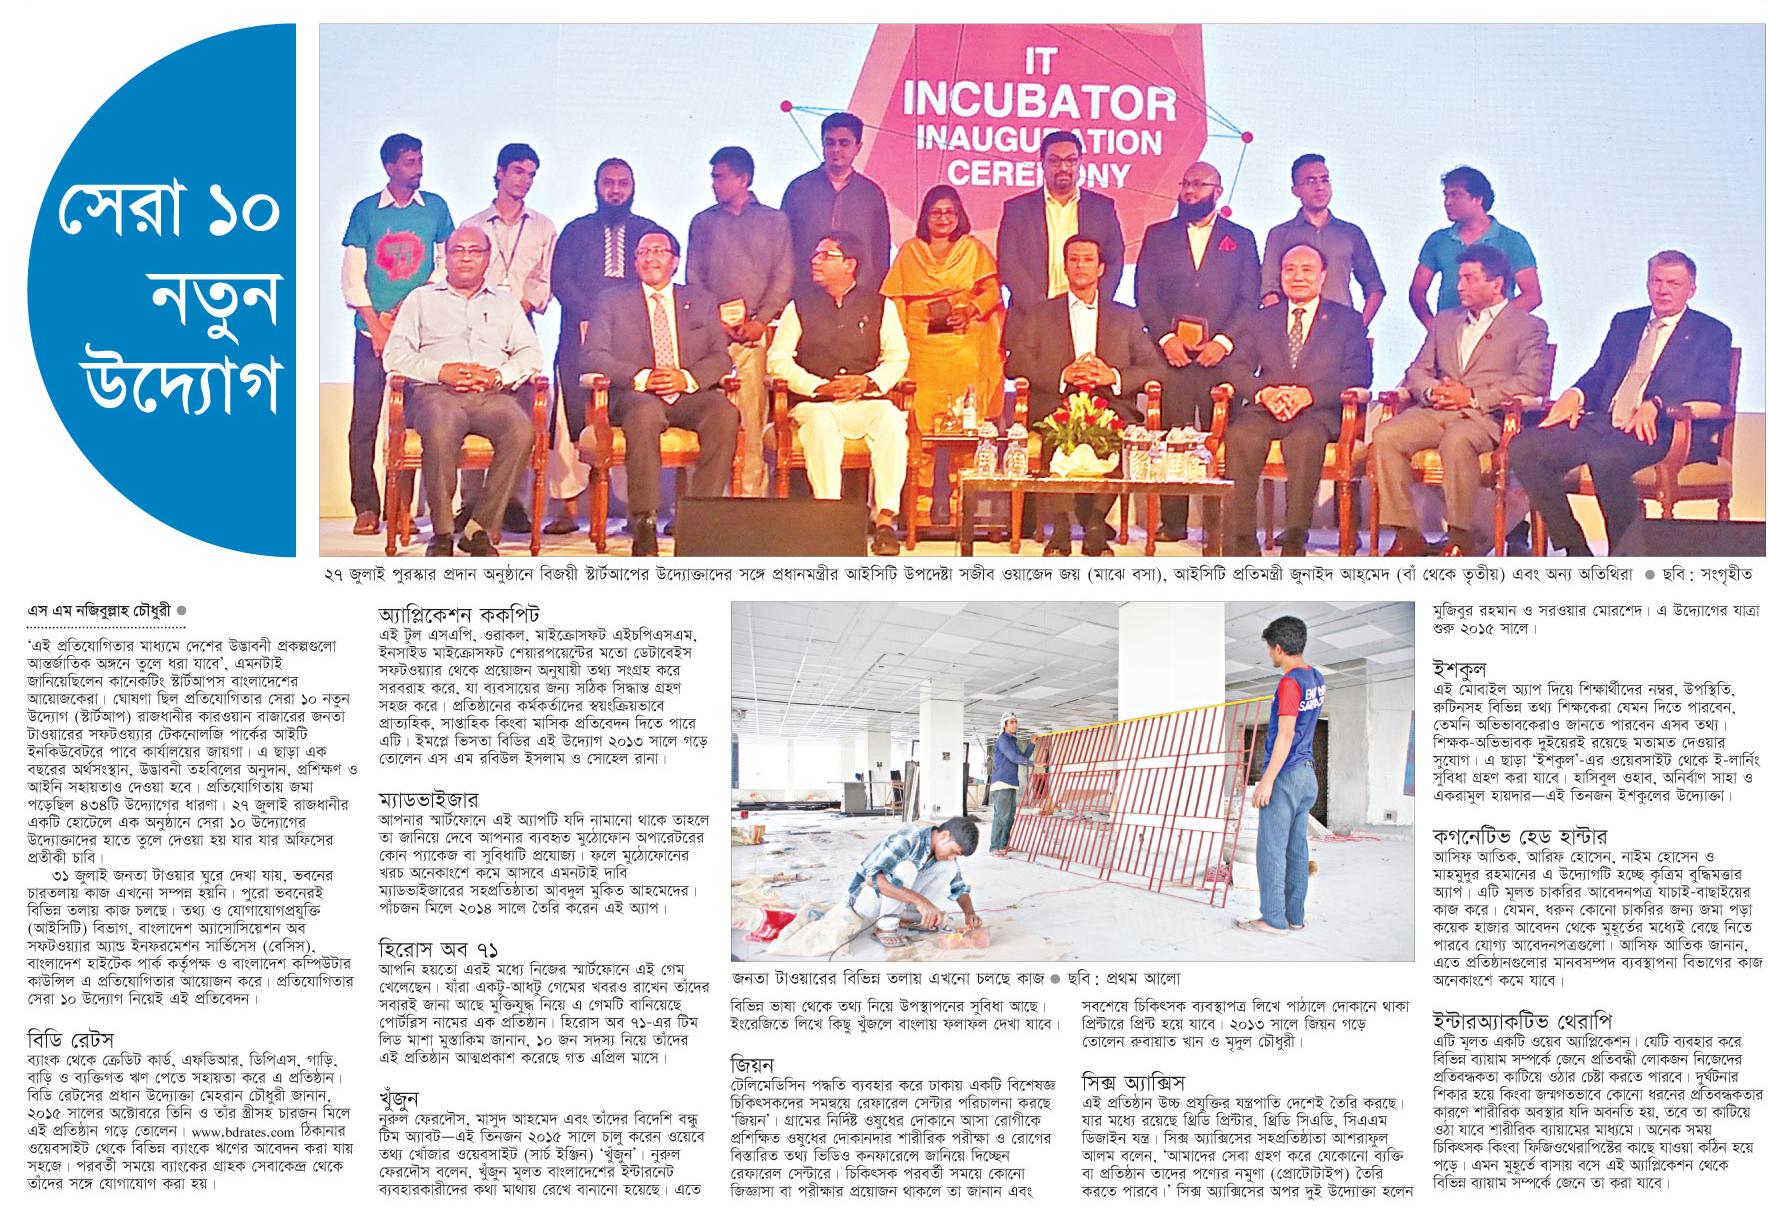 সেরা ১০
নতুন
উদ্যোগ
IT
INCUBATOR
INAUGURATION
CEREMONY
২৭ জুলাই পুরস্কার প্রদান অনুষ্ঠানে বিজয়ী স্টার্টআপের উদ্যোক্তাদের সঙ্গে প্রধানমন্ত্রীর আইসিটি উপদেষ্টা সজীব ওয়াজেদ জয় (মাঝে বসা), আইসিটি প্রতিমন্ত্রী জুনাইদ আহমেদ (বাঁ থেকে তৃতীয়) এবং অন্য অতিথিরা ● ছবি : সংগৃহীত
এস এম নজিবুল্লাহ চৌধুরী ●
‘এই প্রতিযোগিতার মাধ্যমে দেশের উদ্ভাবনী প্রকল্পগুলো
আন্তর্জাতিক অঙ্গনে তুলে ধরা যাবে’, এমনটাই
জানিয়েছিলেন কানেকটিং স্টার্টআপস বাংলাদেশের
আয়োজকেরা। ঘোষণা ছিল প্রতিযোগিতার সেরা ১০ নতুন
উদ্যোগ (স্টার্টআপ) রাজধানীর কারওয়ান বাজারের জনতা
টাওয়ারের সফটওয়্যার টেকনোলজি পার্কের আইটি
ইনকিউবেটরে পাবে কার্যালয়ের জায়গা। এ ছাড়া এক
বছরের অর্থসংস্থান, উদ্ভাবনী তহবিলের অনুদান, প্রশিক্ষণ ও
আইনি সহায়তাও দেওয়া হবে। প্রতিযোগিতায় জমা
পড়েছিল ৪৩৪টি উদ্যোগের ধারণা। ২৭ জুলাই রাজধানীর
একটি হোটেলে এক অনুষ্ঠানে সেরা ১০ উদ্যোগের
উদ্যোক্তাদের হাতে তুলে দেওয়া হয় যার যার অফিসের
প্রতীকী চাবি।
৩১ জুলাই জনতা টাওয়ার ঘুরে দেখা যায়, ভবনের
চারতলায় কাজ এখনো সম্পন্ন হয়নি। পুরো ভবনেরই
বিভিন্ন তলায় কাজ চলছে। তথ্য ও যোগাযোগপ্রযুক্তি
(আইসিটি) বিভাগ, বাংলাদেশ অ্যাসোসিয়েশন অব
সফটওয়্যার অ্যান্ড ইনফরমেশন সার্ভিসেস (বেসিস),
বাংলাদেশ হাইটেক পার্ক কর্তৃপক্ষ ও বাংলাদেশ কম্পিউটার
কাউন্সিল এ প্রতিযোগিতার আয়োজন করে। প্রতিযোগিতার
সেরা ১০ উদ্যোগ নিয়েই এই প্রতিবেদন।
বিডি রেটস
ব্যাংক থেকে ক্রেডিট কার্ড, এফডিআর, ডিপিএস, গাড়ি,
বাড়ি ও ব্যক্তিগত ঋণ পেতে সহায়তা করে এ প্রতিষ্ঠান।
বিডি রেটসের প্রধান উদ্যোক্তা মেহরান চৌধুরী জানান,
২০১৫ সালের অক্টোবরে তিনি ও তাঁর স্ত্রীসহ চারজন মিলে
এই প্রতিষ্ঠান গড়ে তোলেন। www.bdrates.com ঠিকানার
ওয়েবসাইট থেকে বিভিন্ন ব্যাংকে ঋণের আবেদন করা যায়
সহজে। পরবর্তী সময়ে ব্যাংকের গ্রাহক সেবাকেন্দ্র থেকে
তাঁদের সঙ্গে যোগাযোগ করা হয়।
অ্যাপ্লিকেশন ককপিট
এই টুল এসএপি, ওরাকল, মাইক্রোসফট এইচপিএসএম,
ইনসাইড মাইক্রোসফট শেয়ারপয়েন্টের মতো ডেটাবেইস
সফটওয়্যার থেকে প্রয়োজন অনুযায়ী তথ্য সংগ্রহ করে
সরবরাহ করে, যা ব্যবসায়ের জন্য সঠিক সিদ্ধান্ত গ্রহণ
সহজ করে। প্রতিষ্ঠানের কর্মকর্তাদের স্বয়ংক্রিয়ভাবে
প্রাত্যহিক, সাপ্তাহিক কিংবা মাসিক প্রতিবেদন দিতে পারে
এটি। ইমপ্লে ভিসতা বিডির এই উদ্যোগ ২০১৩ সালে গড়ে
তোলেন এস এম রবিউল ইসলাম ও সোহেল রানা।
ম্যাডভাইজার
আপনার স্মার্টফোনে এই অ্যাপটি যদি নামানো থাকে তাহলে
তা জানিয়ে দেবে আপনার ব্যবহৃত মুঠোফোন অপারেটরের
কোন প্যাকেজ বা সুবিধাটি প্রযোজ্য। ফলে মুঠোফোনের
খরচ অনেকাংশে কমে আসবে এমনটাই দাবি
ম্যাডভাইজারের সহপ্রতিষ্ঠাতা আবদুল মুকিত আহমেদের।
পাঁচজন মিলে ২০১৪ সালে তৈরি করেন এই অ্যাপ।
হিরোস অব ৭১
আপনি হয়তো এরই মধ্যে নিজের স্মার্টফোনে এই গেম
খেলেছেন। যাঁরা একটু-আধটু গেমের খবরও রাখেন তাঁদের
সবারই জানা আছে মুক্তিযুদ্ধ নিয়ে এ গেমটি বানিয়েছে
পোর্টব্লিস নামের এক প্রতিষ্ঠান। হিরোস অব ৭১-এর টিম
লিড মাশা মুস্তাকিম জানান, ১০ জন সদস্য নিয়ে তাঁদের
এই প্রতিষ্ঠান আত্মপ্রকাশ করেছে গত এপ্রিল মাসে।
খুঁজুন
নুরুল ফেরদৌস, মাসুদ আহমেদ এবং তাঁদের বিদেশি বন্ধু
টিম অ্যাবট—এই তিনজন ২০১৫ সালে চালু করেন ওয়েবে
তথ্য খোঁজার ওয়েবসাইট (সার্চ ইঞ্জিন) ‘খুঁজুন’। নুরুল
ফেরদৌস বলেন, খুঁজুন মূলত বাংলাদেশের ইন্টারনেট
ব্যবহারকারীদের কথা মাথায় রেখে বানানো হয়েছে। এতে
জনতা টাওয়ারের বিভিন্ন তলায় এখনো চলছে কাজ ● ছবি : প্রথম আলো
বিভিন্ন ভাষা থেকে তথ্য নিয়ে উপস্থাপনের সুবিধা আছে।
ইংরেজিতে লিখে কিছু খুঁজলে বাংলায় ফলাফল দেখা যাবে।
জিয়ন
টেলিমেডিসিন পদ্ধতি ব্যবহার করে ঢাকায় একটি বিশেষজ্ঞ
চিকিৎসকদের সমন্বয়ে রেফারেল সেন্টার পরিচালনা করছে
‘জিয়ন’। গ্রামের নির্দিষ্ট ওষুধের দোকানে আসা রোগীকে
প্রশিক্ষিত ওষুধের দোকানদার শারীরিক পরীক্ষা ও রোগের
বিস্তারিত তথ্য ভিডিও কনফারেন্সে জানিয়ে দিচ্ছেন
রেফারেল সেন্টারে। চিকিৎসক পরবর্তী সময়ে কোনো
জিজ্ঞাসা বা পরীক্ষার প্রয়োজন থাকলে তা জানান এবং
সবশেষে চিকিৎসক ব্যবস্থাপত্র লিখে পাঠালে দোকানে থাকা
প্রিন্টারে প্রিন্ট হয়ে যাবে। ২০১৩ সালে জিয়ন গড়ে
তোলেন রুবায়াত খান ও মৃদুল চৌধুরী।
সিক্স অ্যাক্সিস
এই প্রতিষ্ঠান উচ্চ প্রযুক্তির যন্ত্রপাতি দেশেই তৈরি করছে।
যার মধ্যে রয়েছে থ্রিডি প্রিন্টার, থ্রিডি সিএডি, সিএএম
ডিজাইন যন্ত্র। সিক্স অ্যাক্সিসের সহপ্রতিষ্ঠাতা আশরাফুল
আলম বলেন, ‘আমাদের সেবা গ্রহণ করে যেকোনো ব্যক্তি
বা প্রতিষ্ঠান তাদের পণ্যের নমুণা (প্রোটোটাইপ) তৈরি
করতে পারবে।’ সিক্স অ্যাক্সিসের অপর দুই উদ্যোক্তা হলেন
মুজিবুর রহমান ও সরওয়ার মোরশেদ। এ উদ্যোগের যাত্রা
শুরু ২০১৫ সালে।
ইশকুল
এই মোবাইল অ্যাপ দিয়ে শিক্ষার্থীদের নম্বর, উপস্থিতি,
রুটিনসহ বিভিন্ন তথ্য শিক্ষকেরা যেমন দিতে পারবেন,
তেমনি অভিভাবকেরাও জানতে পারবেন এসব তথ্য।
শিক্ষক-অভিভাবক দুইয়েরই রয়েছে মতামত দেওয়ার
সুযোগ। এ ছাড়া ‘ইশকুল’-এর ওয়েবসাইট থেকে ই-লার্নিং
সুবিধা গ্রহণ করা যাবে। হাসিবুল ওহাব, অনির্বাণ সাহা ও
একরামুল হায়দার—এই তিনজন ইশকুলের উদ্যোক্তা।
কগনেটিভ হেড হান্টার
আসিফ আতিক, আরিফ হোসেন, নাইম হোসেন ও
মাহমুদুর রহমানের এ উদ্যোগটি হচ্ছে কৃত্রিম বুদ্ধিমত্তার
অ্যাপ। এটি মূলত চাকরির আবেদনপত্র যাচাই-বাছাইয়ের
কাজ করে। যেমন, ধরুন কোনো চাকরির জন্য জমা পড়া
কয়েক হাজার আবেদন থেকে মুহূর্তের মধ্যেই বেছে নিতে
পারবে যোগ্য আবেদনপত্রগুলো। আসিফ আতিক জানান,
এতে প্রতিষ্ঠানগুলোর মানবসম্পদ ব্যবস্থাপনা বিভাগের কাজ
অনেকাংশে কমে যাবে।
ইন্টারঅ্যাকটিভ থেরাপি
এটি মূলত একটি ওয়েব অ্যাপ্লিকেশন। যেটি ব্যবহার করে
বিভিন্ন ব্যায়াম সম্পর্কে জেনে প্রতিবন্ধী লোকজন নিজেদের
প্রতিবন্ধকতা কাটিয়ে ওঠার চেষ্টা করতে পারবে। দুর্ঘটনার
শিকার হয়ে কিংবা জন্মগতভাবে কোনো ধরনের প্রতিবন্ধকতার
কারণে শারীরিক অবস্থার যদি অবনতি হয়, তবে তা কাটিয়ে
ওঠা যাবে শারীরিক ব্যায়ামের মাধ্যমে। অনেক সময়
চিকিৎসক কিংবা ফিজিওথেরাপিস্টের কাছে যাওয়া কঠিন হয়ে
পড়ে। এমন মুহূর্তে বাসায় বসে এই অ্যাপ্লিকেশন থেকে
বিভিন্ন ব্যায়াম সম্পর্কে জেনে তা করা যাবে।